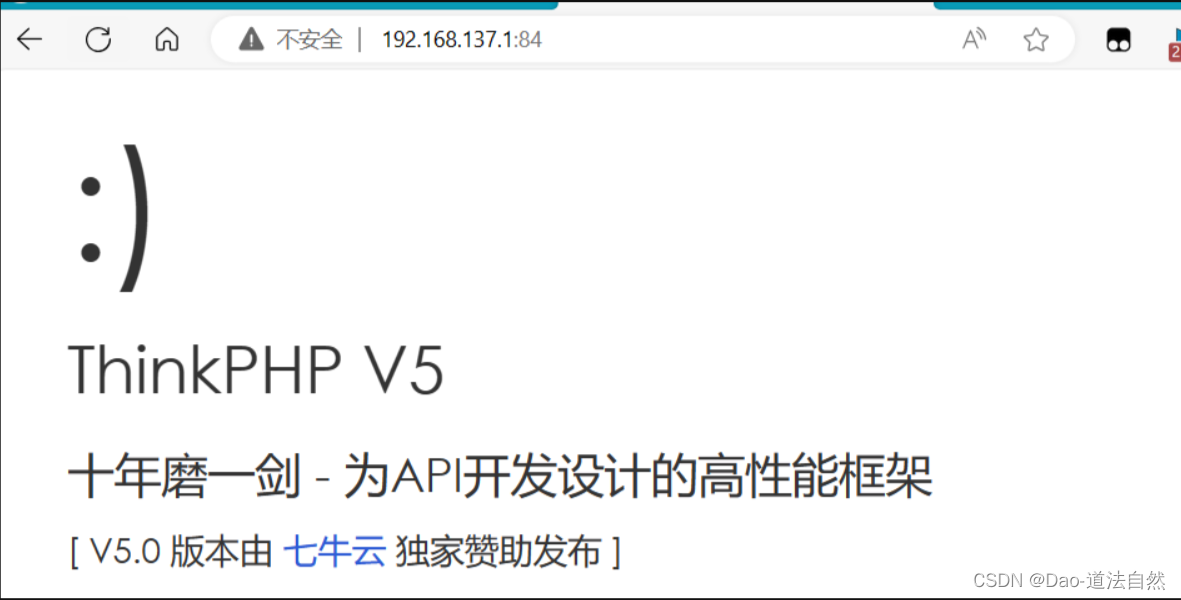 不安全 | 192.168.137.1:84
:)
ThinkPHP V5
十年磨一剑 - 为API开发设计的高性能框架
[ V5.0 版本由 七牛云 独家赞助发布 ]
CSDN @Dao-道法自然